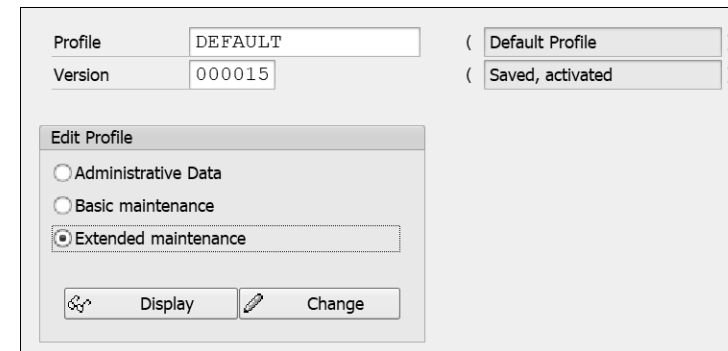 Profile DEFAULT ( Default Profile
Version 000015 ( Saved, activated
Edit Profile
Administrative Data
Basic maintenance
Extended maintenance
Display Change